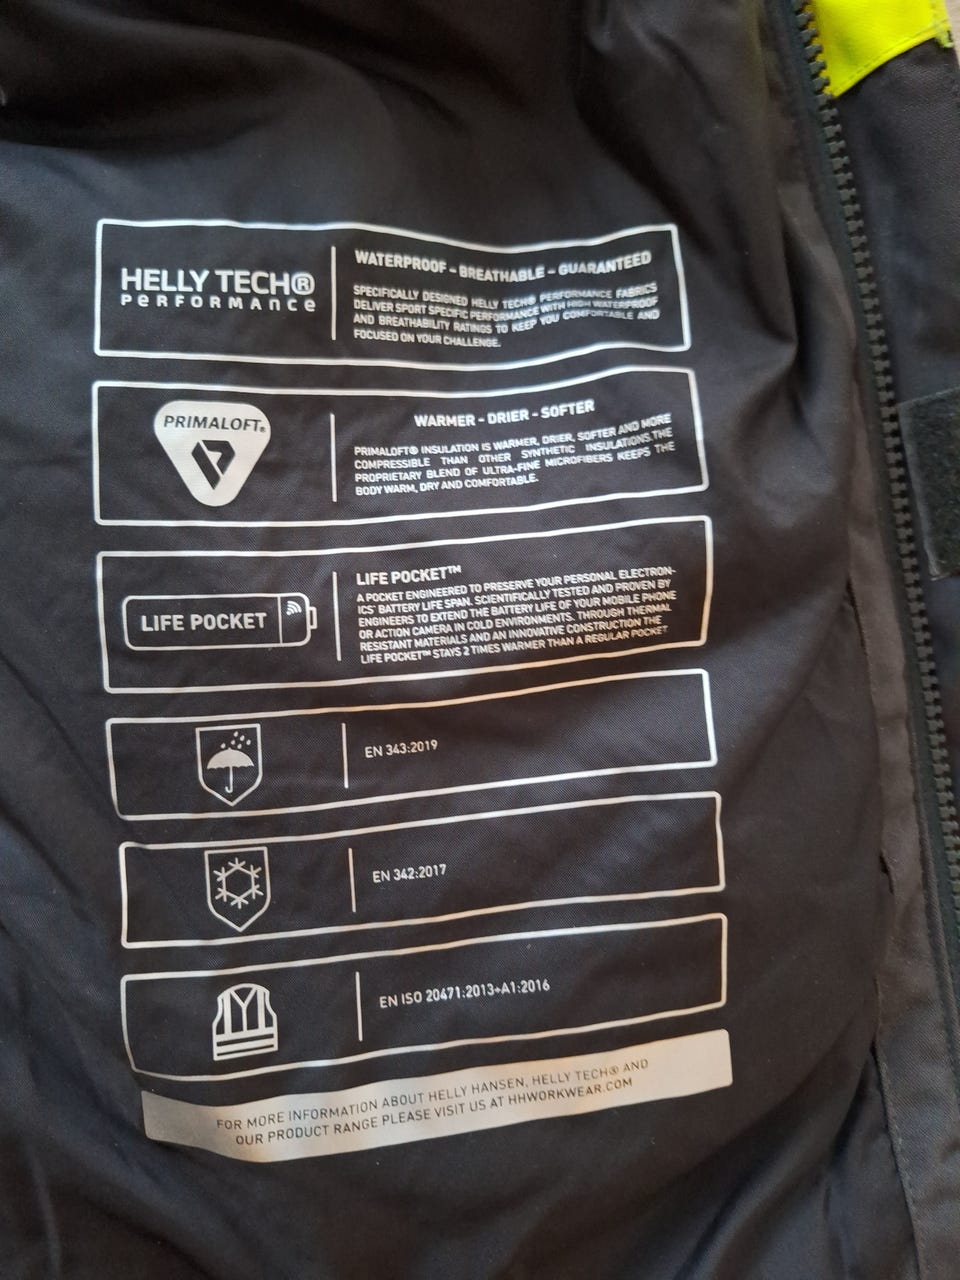 HELLY TECH®
PERFORMANCE
WATERPROOF - BREATHABLE - GUARANTEED
SPECIFICALLY DESIGNED HELLY TECH® PERFORMANCE FABRICS
DELIVER SPORT SPECIFIC PERFORMANCE WITH HIGH WATERPROOF
AND BREATHABILITY RATINGS TO KEEP YOU COMFORTABLE AND
FOCUSED ON YOUR CHALLENGE.
PRIMALOFT®
WARMER - DRIER - SOFTER
PRIMALOFT® INSULATION IS WARMER, DRIER, SOFTER AND MORE
COMPRESSIBLE THAN OTHER SYNTHETIC INSULATIONS.THE
PROPRIETARY BLEND OF ULTRA-FINE MICROFIBERS KEEPS THE
BODY WARM, DRY AND COMFORTABLE.
LIFE POCKET
LIFE POCKET™
A POCKET ENGINEERED TO PRESERVE YOUR PERSONAL ELECTRON-
ICS' BATTERY LIFE SPAN. SCIENTIFICALLY TESTED AND PROVEN BY
ENGINEERS TO EXTEND THE BATTERY LIFE OF YOUR MOBILE PHONE
OR ACTION CAMERA IN COLD ENVIRONMENTS. THROUGH THERMAL
RESISTANT MATERIALS AND AN INNOVATIVE CONSTRUCTION THE
LIFE POCKET™ STAYS 2 TIMES WARMER THAN A REGULAR POCKET.
EN 343:2019
EN 342:2017
EN ISO 20471:2013+A1:2016
FOR MORE INFORMATION ABOUT HELLY HANSEN, HELLY TECH® AND
OUR PRODUCT RANGE PLEASE VISIT US AT HHWORKWEAR.COM